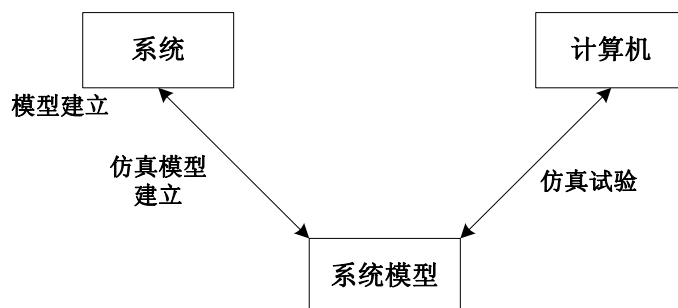 系统
计算机
模型建立
仿真模型
建立
仿真试验
系统模型